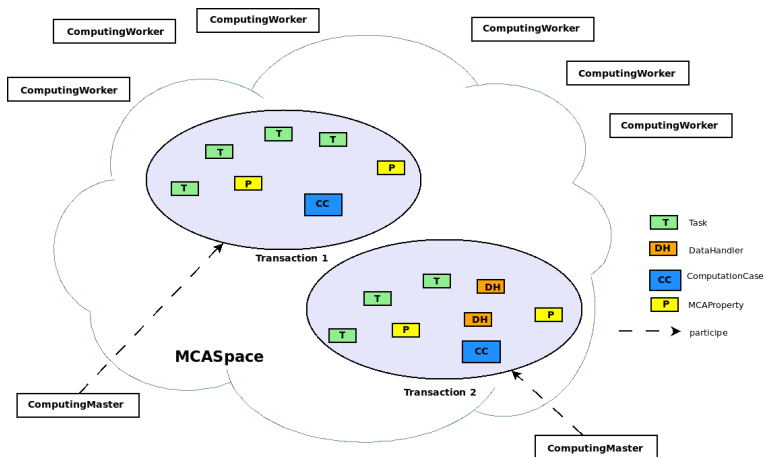 ComputingWorker
ComputingWorker
ComputingWorker
ComputingWorker
ComputingWorker
ComputingWorker
T
T
T
T
P
P
CC
Transaction 1
T
Task
DH
DataHandler
CC
ComputationCase
P
MCAProperty
participe
T
DH
T
DH
P
P
T
CC
MCASpace
Transaction 2
ComputingMaster
ComputingMaster